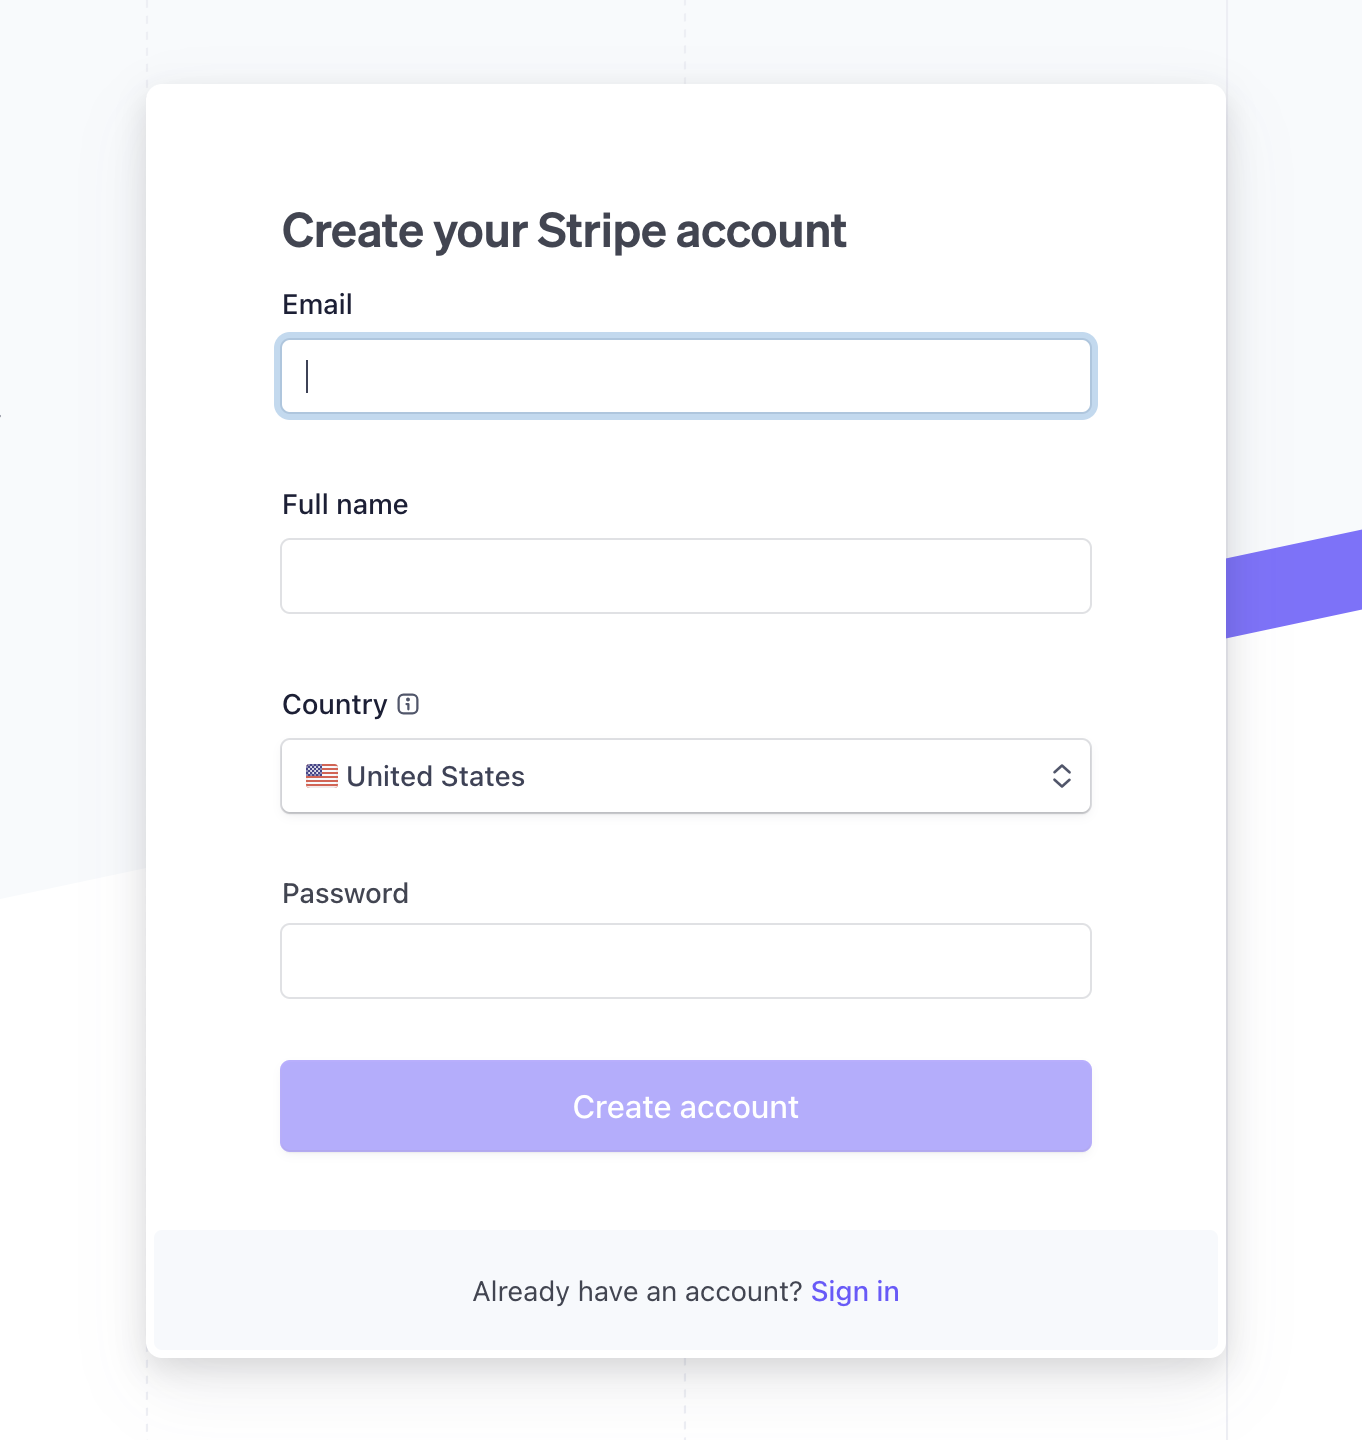 Create your Stripe account
Email
Full name
Country
United States
Password
Create account
Already have an account? Sign in